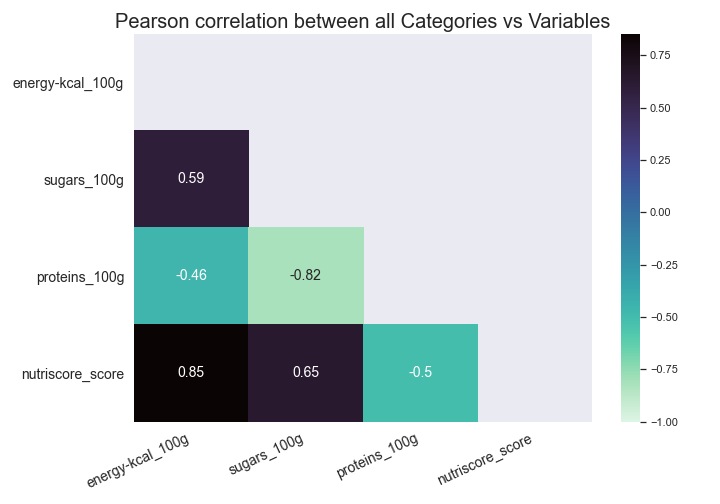 Pearson correlation between all Categories vs Variables
energy-kcal_100g
sugars_100g
proteins_100g
nutriscore_score
0.59
-0.46 -0.82
0.85 0.65 -0.5
energy-kcal_100g sugars_100g proteins_100g nutriscore_score
0.75
0.50
0.25
0.00
−0.25
−0.50
−0.75
−1.00